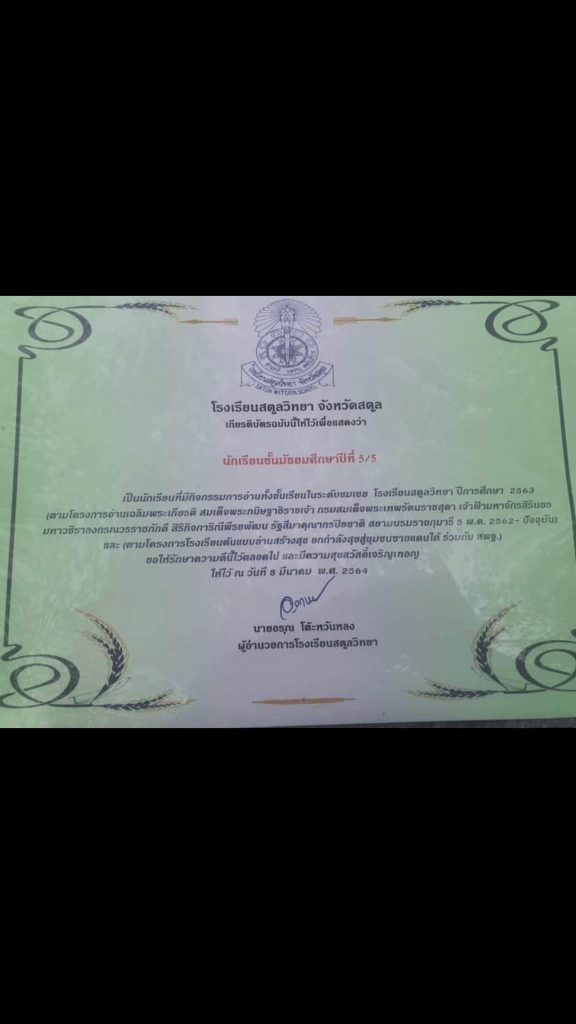 SATUN WITTAYA SCHOOL
โรงเรียนสตูลวิทยา จังหวัดสตูล
เกียรติบัตรฉบับนี้ให้ไว้เพื่อแสดงว่า
นักเรียนชั้นมัธยมศึกษาปีที่ 5/5
เป็นนักเรียนที่มีกิจกรรมการอ่านทั้งชั้นเรียนในระดับชมเชย โรงเรียนสตูลวิทยา ปีการศึกษา 2563
(ตามโครงการอ่านเฉลิมพระเกียรติ สมเด็จพระกนิษฐาธิราชเจ้า กรมสมเด็จพระเทพรัตนราชสุดา เจ้าฟ้ามหาจักรีสิรินธร
มหาวชิราลงกรณวรราชภักดี สิริกิจการิณีพีรยพัฒน รัฐสีมาคุณากรปิยชาติ สยามบรมราชกุมารี 5 พ.ค. 2562- ปัจจุบัน)
และ (ตามโครงการโรงเรียนต้นแบบอ่านสร้างสุข ยกกำลังสุขสู่ชุมชนชายแดนใต้ ร่วมกับ สพฐ.)
ขอให้รักษาความดีนี้ไว้ตลอดไป และมีความสุขสวัสดิ์เจริญเทอญ
ให้ไว้ ณ วันที่ 8 มีนาคม พ.ศ. 2564
นายอรุณ โต๊ะหวันหลง
ผู้อำนวยการโรงเรียนสตูลวิทยา